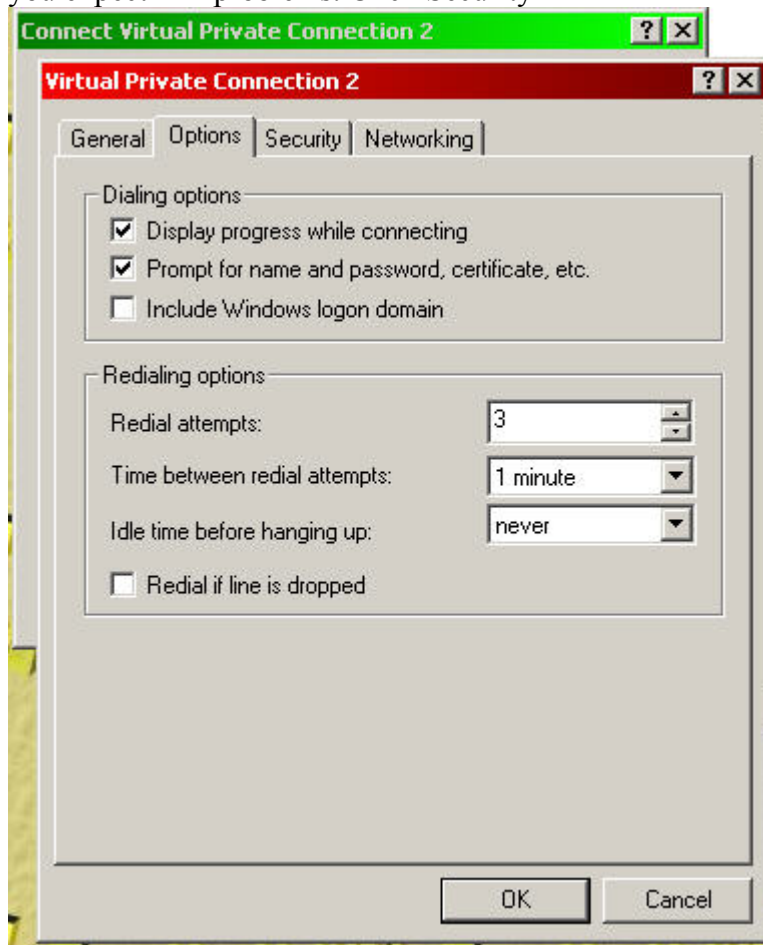 Connect Virtual Private Connection 2
Virtual Private Connection 2
General Options Security Networking
Dialing options
Display progress while connecting
Prompt for name and password, certificate, etc.
Include Windows logon domain
Redialing options
Redial attempts: 3
Time between redial attempts: 1 minute
Idle time before hanging up: never
Redial if line is dropped
OK Cancel